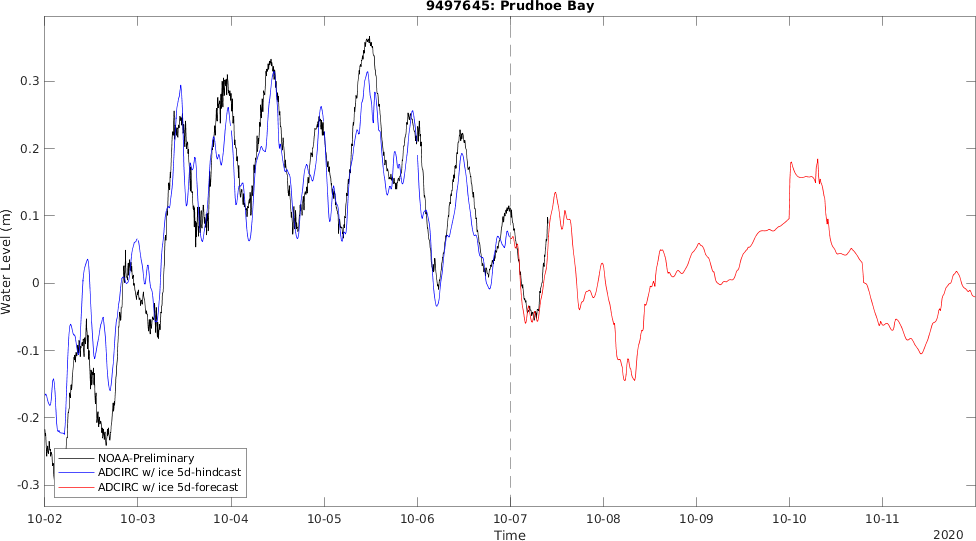 9497645: Prudhoe Bay
Water Level (m)
0.3
0.2
0.1
0
-0.1
-0.2
-0.3
NOAA-Preliminary
ADCIRC w/ ice 5d-hindcast
ADCIRC w/ ice 5d-forecast
10-02 10-03 10-04 10-05 10-06 10-07 10-08 10-09 10-10 10-11
Time
2020